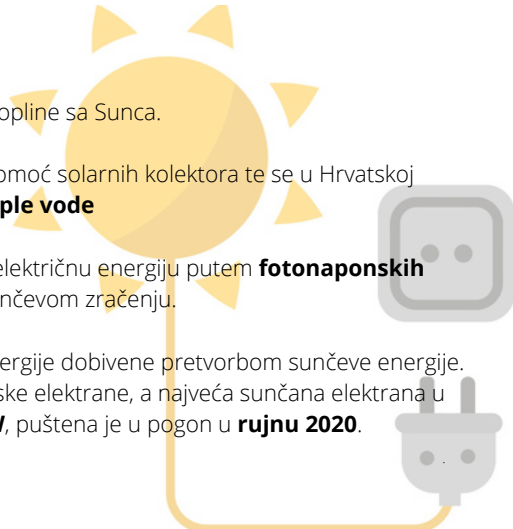 opline sa Sunca.
omoć solarnih kolektora te se u Hrvatskoj
ple vode
električnu energiju putem fotonaponskih
nčevom zračenju.
ergije dobivene pretvorbom sunčeve energije.
ske elektrane, a najveća sunčana elektrana u
, puštena je u pogon u rujnu 2020.